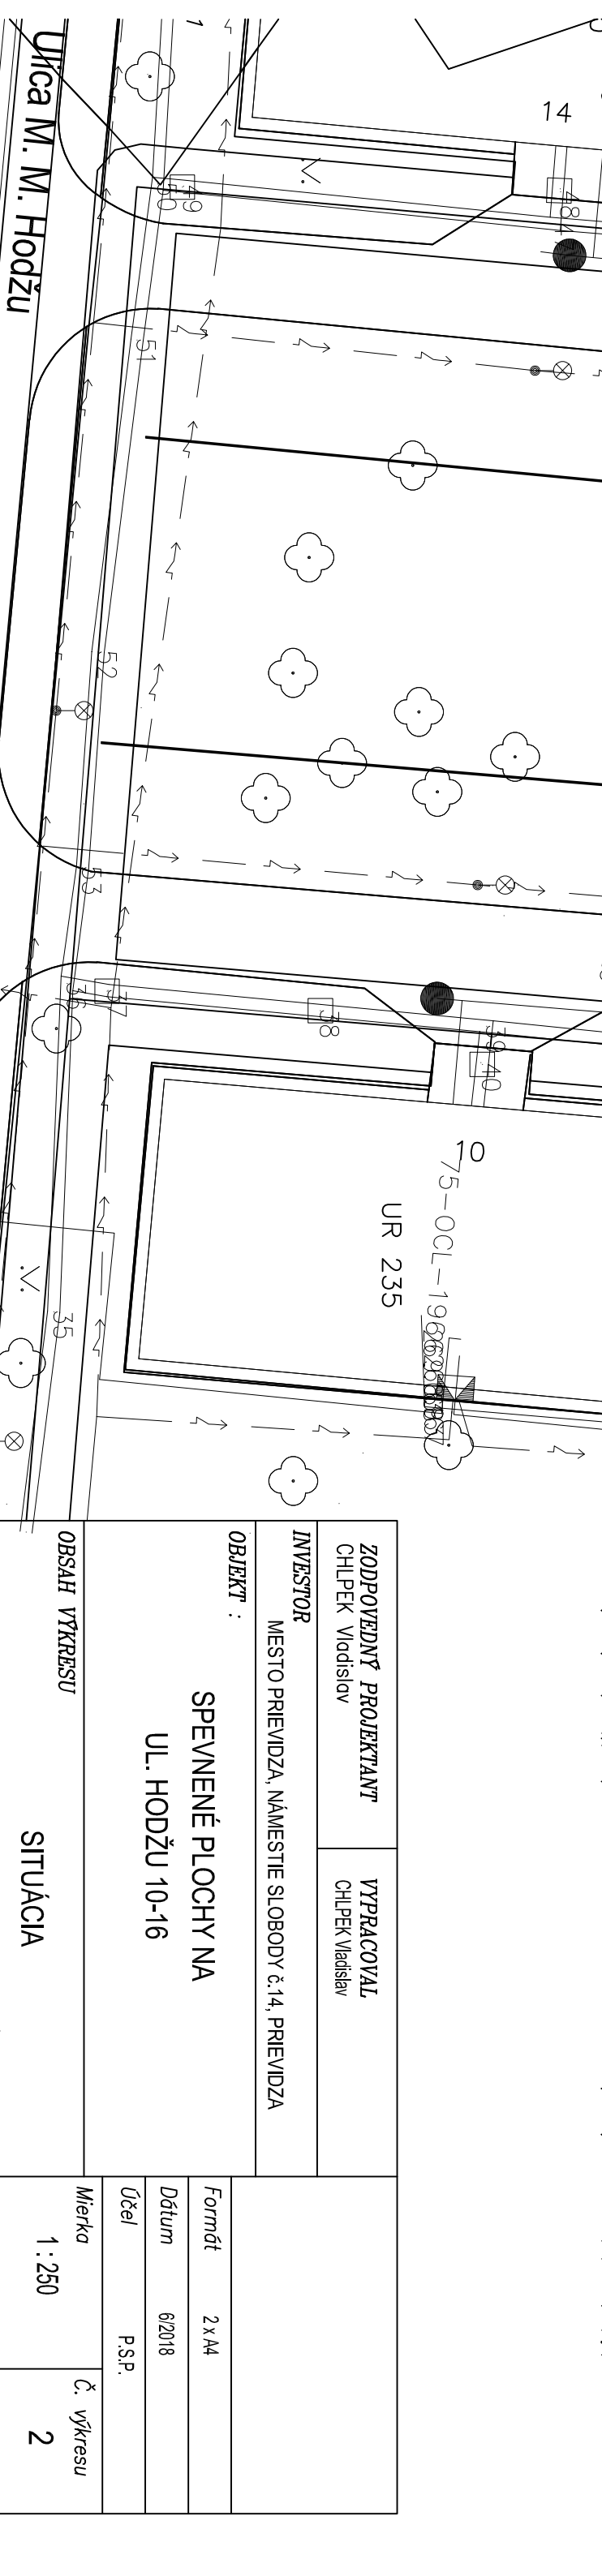 Ulica M. M. Hodžu
14
49
50
51
52
53
36
37
38
39
40
10
UR 235
35
.V.
ZODPOVEDNÝ PROJEKTANT
CHLPEK Vladislav
VYPRACOVAL
CHLPEK Vladislav
INVESTOR
MESTO PRIEVIDZA, NÁMESTIE SLOBODY č.14, PRIEVIDZA
OBJEKT :
SPEVNENÉ PLOCHY NA
UL. HODŽU 10-16
Formát 2 x A4
Dátum 6/2018
Účel P.S.P.
OBSAH VÝKRESU
SITUÁCIA
Mierka
1 : 250
Č. výkresu
2